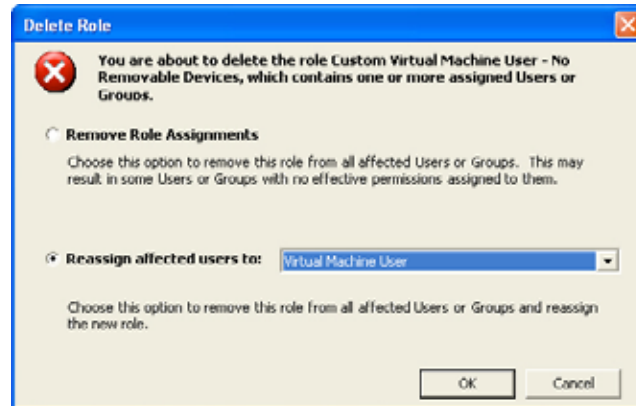 Delete Role
You are about to delete the role Custom Virtual Machine User - No
Removable Devices, which contains one or more assigned Users or
Groups.
Remove Role Assignments
Choose this option to remove this role from all affected Users or Groups. This may
result in some Users or Groups with no effective permissions assigned to them.
Reassign affected users to: Virtual Machine User
Choose this option to remove this role from all affected Users or Groups and reassign
the new role.
OK Cancel